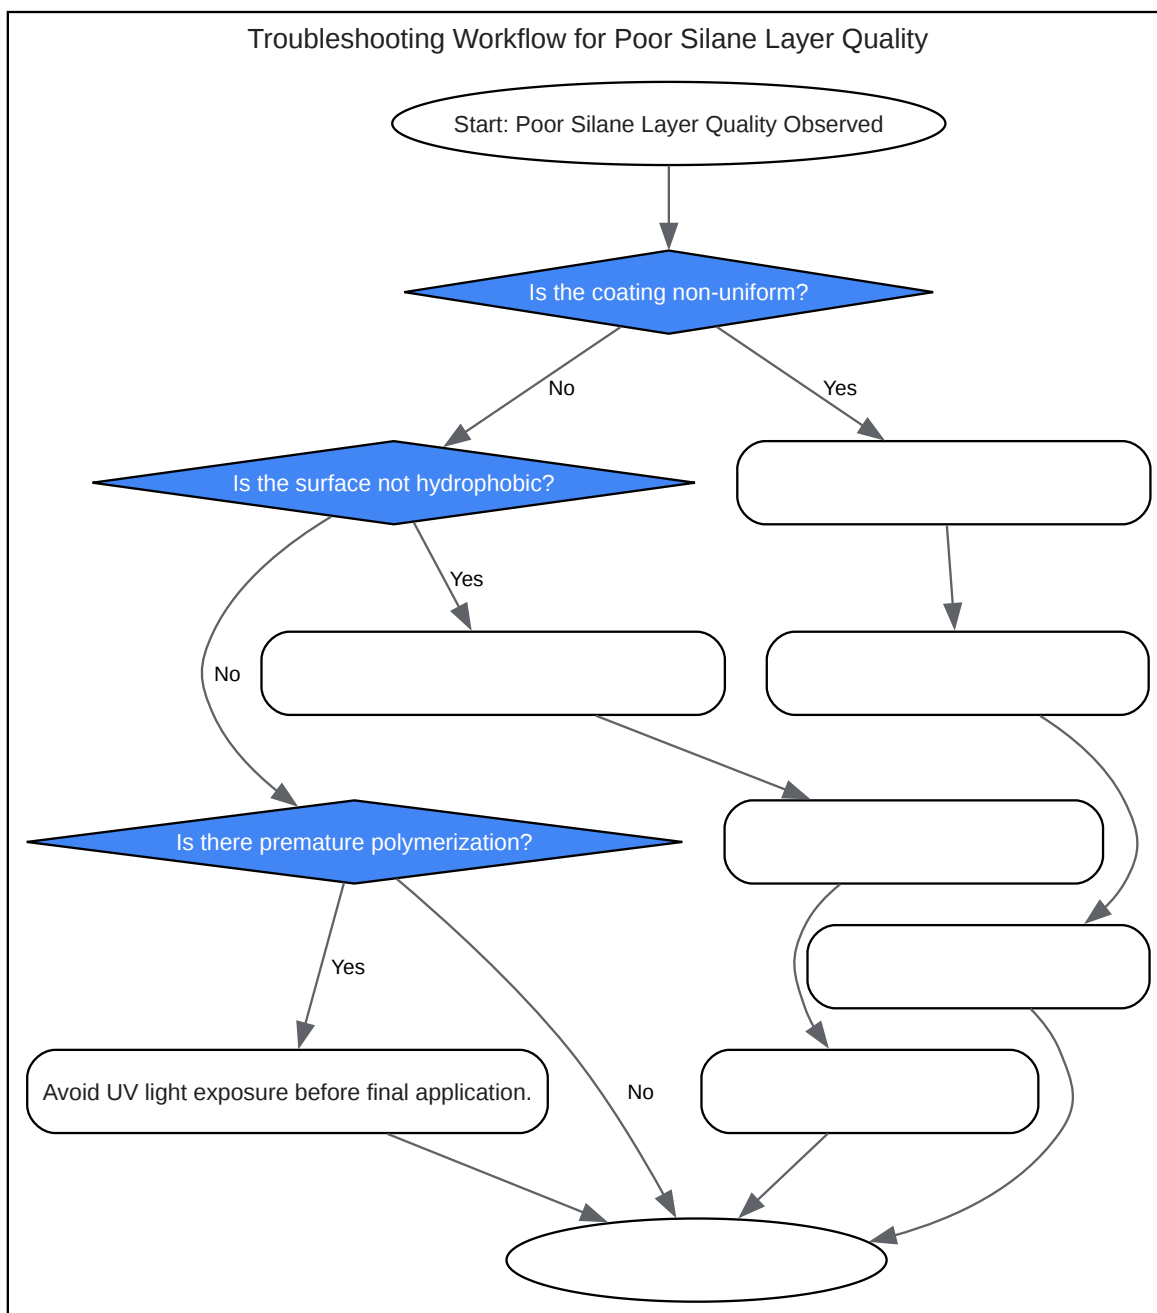 Troubleshooting Workflow for Poor Silane Layer Quality
Start: Poor Silane Layer Quality Observed
Is the coating non-uniform?
No
Yes
Is the surface not hydrophobic?
Yes
No
Is there premature polymerization?
Yes
Avoid UV light exposure before final application.
No